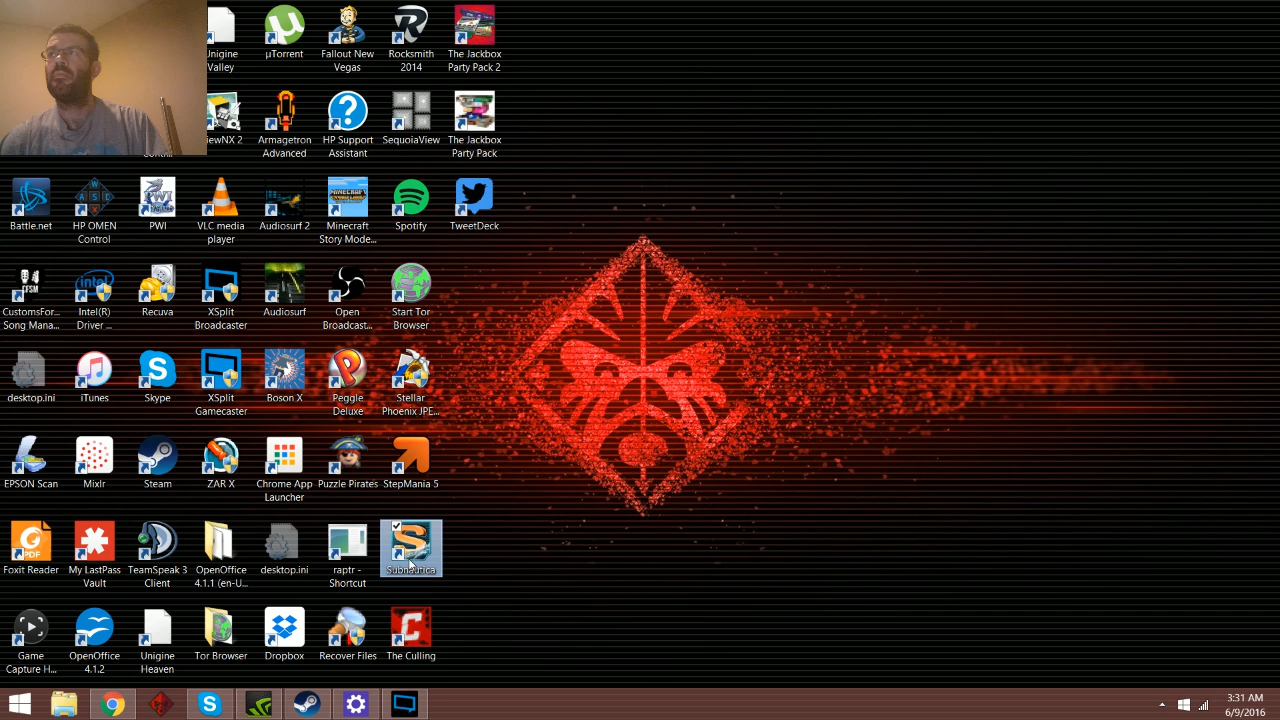 Unigine
Valley
µTorrent
Fallout New
Vegas
Rocksmith
2014
The Jackbox
Party Pack 2
ViewNX 2
Armagetron
Advanced
HP Support
Assistant
SequoiaView
The Jackbox
Party Pack
Battle.net
HP OMEN
Control
PWI
VLC media
player
Audiosurf 2
Minecraft
Story Mode...
Spotify
TweetDeck
CustomsFor...
Song Mana...
Intel(R)
Driver ...
Recuva
XSplit
Broadcaster
Audiosurf
Open
Broadcast...
Start Tor
Browser
desktop.ini
iTunes
Skype
XSplit
Gamecaster
Boson X
Peggle
Deluxe
Stellar
Phoenix JPE...
EPSON Scan
Mixlr
Steam
ZAR X
Chrome App
Launcher
Puzzle Pirates
StepMania 5
Foxit Reader
My LastPass
Vault
TeamSpeak 3
Client
OpenOffice
4.1.1 (en-U...
desktop.ini
raptr -
Shortcut
Subnautica
Game
Capture H...
OpenOffice
4.1.2
Unigine
Heaven
Tor Browser
Dropbox
Recover Files
The Culling
3:31 AM
6/9/2016